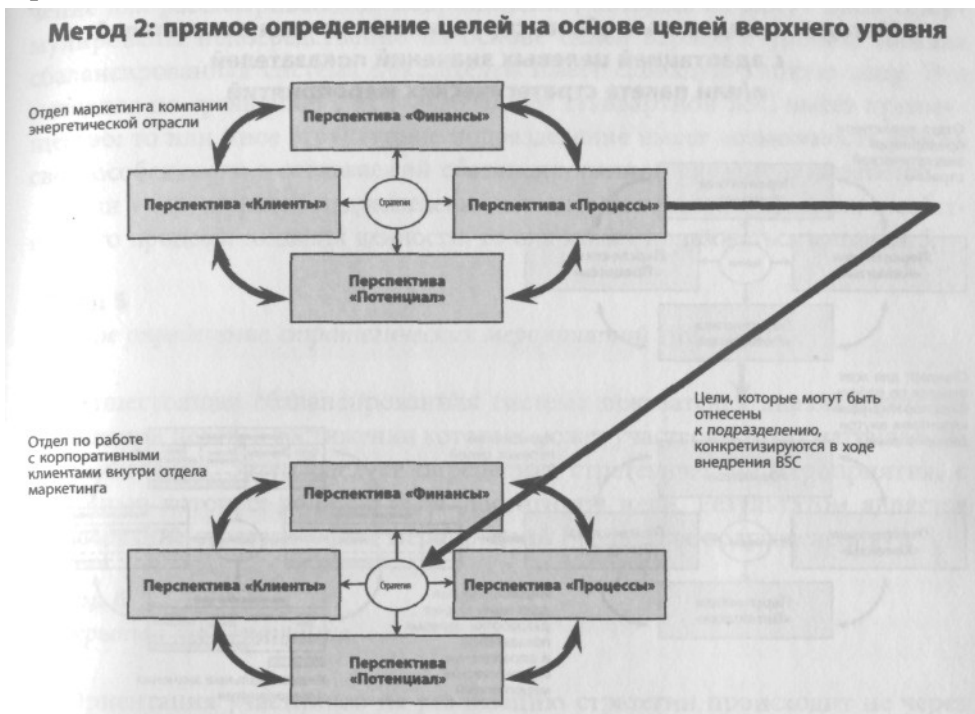 Метод 2: прямое определение целей на основе целей верхнего уровня
Отдел маркетинга компании
энергетической отрасли
Перспектива «Финансы»
Перспектива «Клиенты»
Стратегия
Перспектива «Процессы»
Перспектива
«Потенциал»
Цели, которые могут быть
отнесены
к подразделению,
конкретизируются в ходе
внедрения BSC
Отдел по работе
с корпоративными
клиентами внутри отдела
маркетинга
Перспектива «Финансы»
Перспектива «Клиенты»
Стратегия
Перспектива «Процессы»
Перспектива
«Потенциал»